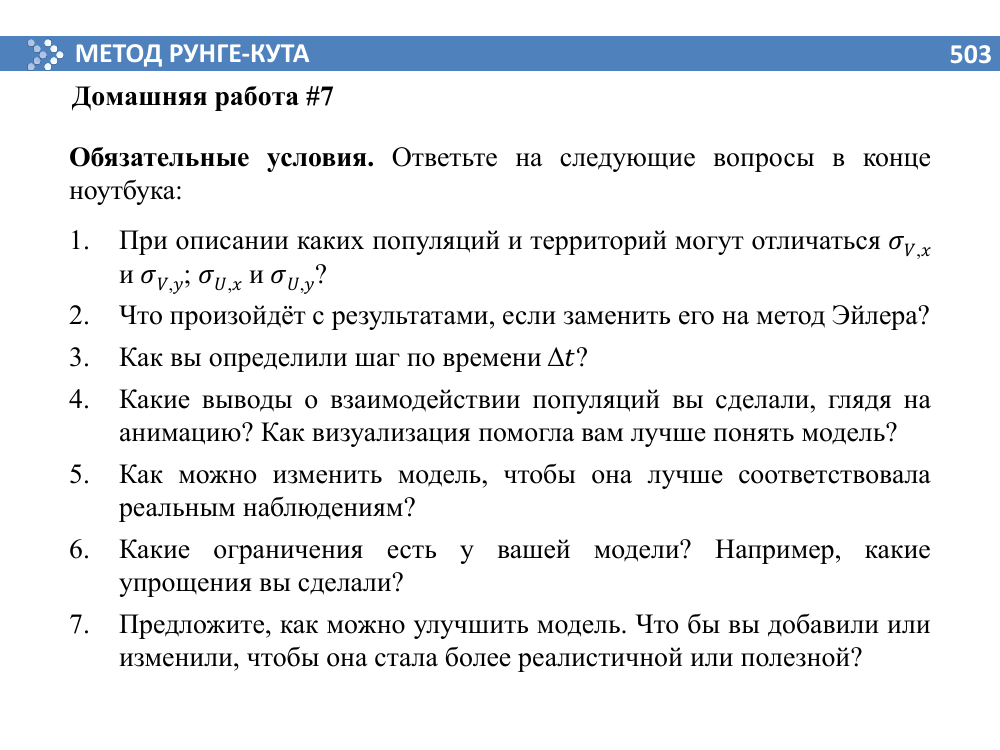 МЕТОД РУНГЕ-КУТА
503
Домашняя работа #7
Обязательные условия. Ответьте на следующие вопросы в конце
ноутбука:
1. При описании каких популяций и территорий могут отличаться σ_{V,x}
и σ_{V,y}; σ_{U,x} и σ_{U,y}?
2. Что произойдёт с результатами, если заменить его на метод Эйлера?
3. Как вы определили шаг по времени Δt?
4. Какие выводы о взаимодействии популяций вы сделали, глядя на
анимацию? Как визуализация помогла вам лучше понять модель?
5. Как можно изменить модель, чтобы она лучше соответствовала
реальным наблюдениям?
6. Какие ограничения есть у вашей модели? Например, какие
упрощения вы сделали?
7. Предложите, как можно улучшить модель. Что бы вы добавили или
изменили, чтобы она стала более реалистичной или полезной?